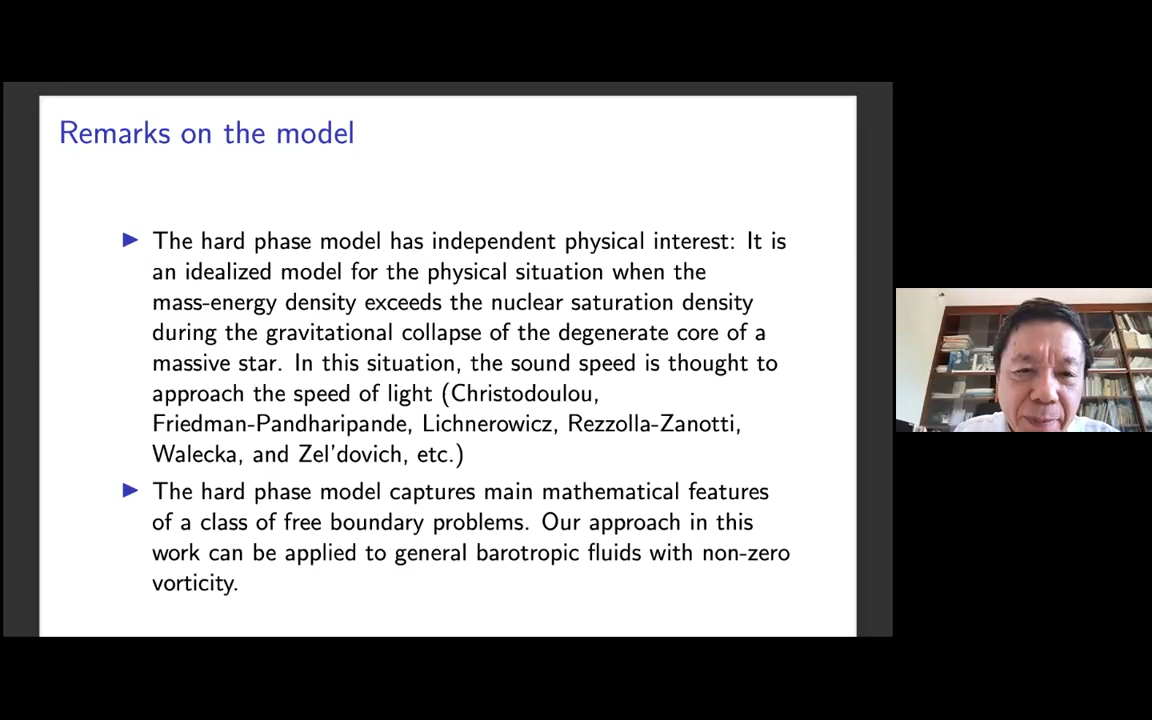 Remarks on the model
The hard phase model has independent physical interest: It is
an idealized model for the physical situation when the
mass-energy density exceeds the nuclear saturation density
during the gravitational collapse of the degenerate core of a
massive star. In this situation, the sound speed is thought to
approach the speed of light (Christodoulou,
Friedman-Pandharipande, Lichnerowicz, Rezzolla-Zanotti,
Walecka, and Zel'dovich, etc.)
The hard phase model captures main mathematical features
of a class of free boundary problems. Our approach in this
work can be applied to general barotropic fluids with non-zero
vorticity.